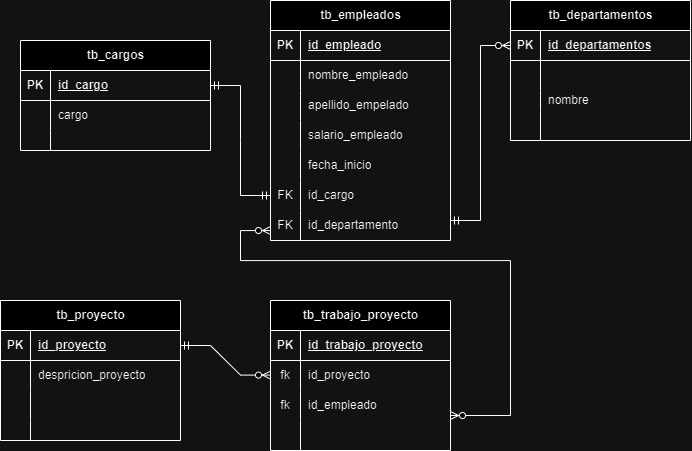 tb_cargos
PK id_cargo
cargo
tb_empleados
PK id_empleado
nombre_empleado
apellido_empelado
salario_empleado
fecha_inicio
FK id_cargo
FK id_departamento
tb_departamentos
PK id_departamentos
nombre
tb_proyecto
PK id_proyecto
despricion_proyecto
tb_trabajo_proyecto
PK id_trabajo_proyecto
fk id_proyecto
fk id_empleado